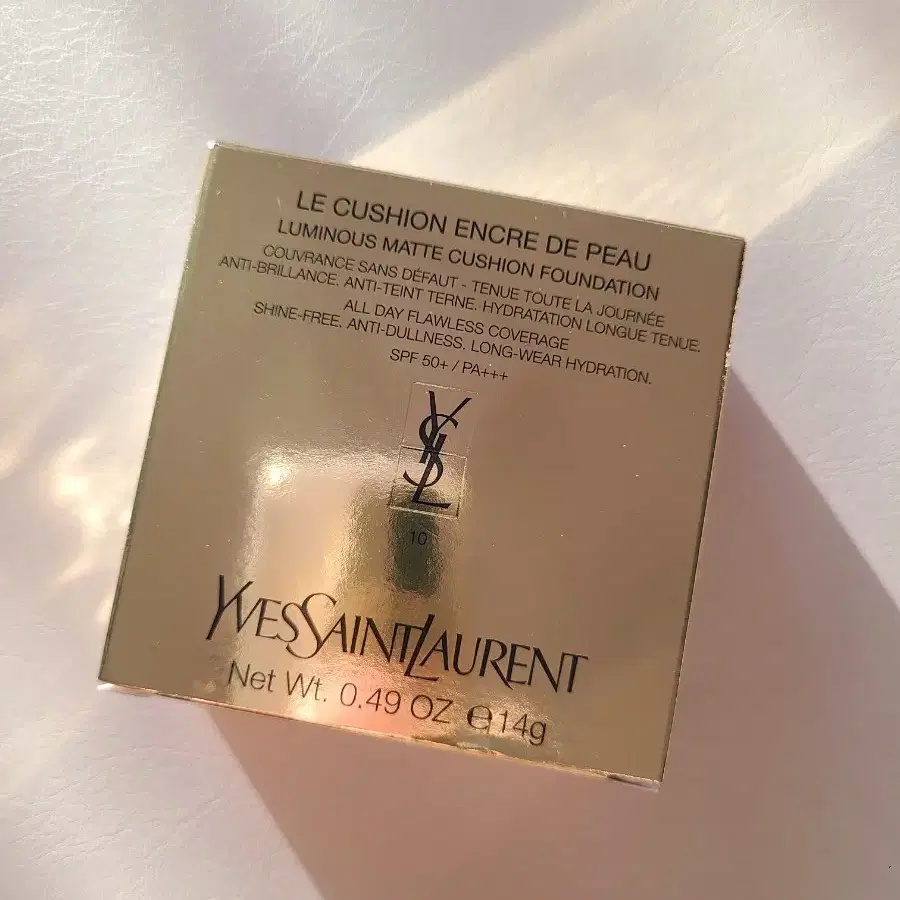 LE CUSHION ENCRE DE PEAU
LUMINOUS MATTE CUSHION FOUNDATION
COUVRANCE SANS DÉFAUT - TENUE TOUTE LA JOURNÉE
ANTI-BRILLANCE. ANTI-TEINT TERNE. HYDRATATION LONGUE TENUE.
ALL DAY FLAWLESS COVERAGE
SHINE-FREE. ANTI-DULLNESS. LONG-WEAR HYDRATION.
SPF 50+ / PA+++
YSL
10
YVESSAINTLAURENT
Net Wt. 0.49 OZ ℮14g